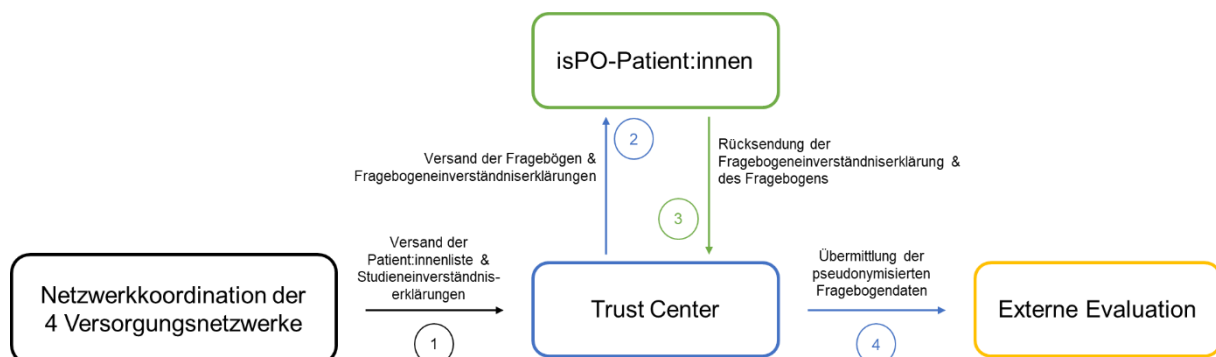 isPO-Patient:innen
2
Versand der Fragebögen &
Fragebogeneinverständniserklärungen
Rücksendung der
Fragebogeneinverständniserklärung &
des Fragebogens
3
Netzwerkkoordination der
4 Versorgungsnetzwerke
Versand der
Patient:innenliste &
Studieneinverständnis-
erklärungen
1
Trust Center
Übermittlung der
pseudonymisierten
Fragebogendaten
4
Externe Evaluation